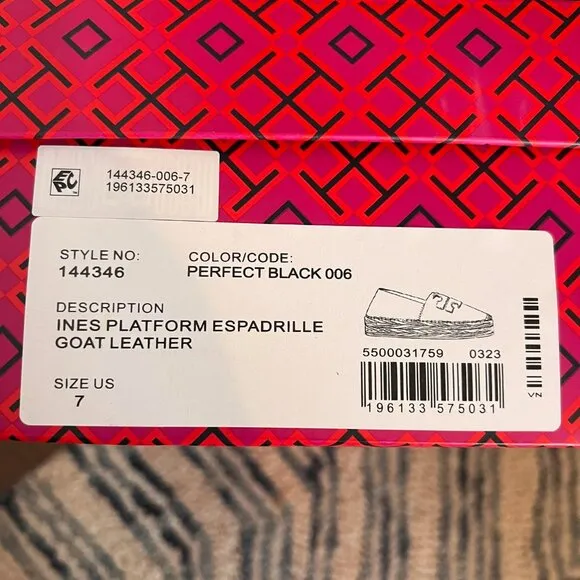 EPC
144346-006-7
196133575031
STYLE NO: COLOR/CODE:
144346 PERFECT BLACK 006
DESCRIPTION
INES PLATFORM ESPADRILLE
GOAT LEATHER
SIZE US
7
5500031759 0323
196133 575031
VN